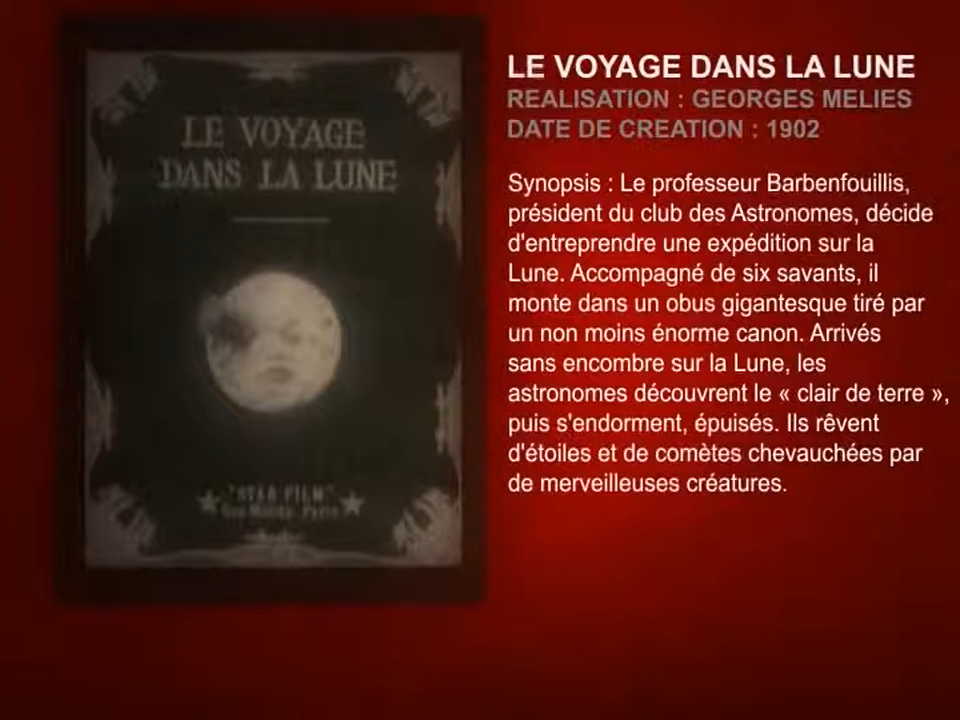 LE VOYAGE
DANS LA LUNE
"STAR FILM"
Geo Méliès Paris
LE VOYAGE DANS LA LUNE
REALISATION : GEORGES MELIES
DATE DE CREATION : 1902
Synopsis : Le professeur Barbenfouillis,
président du club des Astronomes, décide
d'entreprendre une expédition sur la
Lune. Accompagné de six savants, il
monte dans un obus gigantesque tiré par
un non moins énorme canon. Arrivés
sans encombre sur la Lune, les
astronomes découvrent le « clair de terre »,
puis s'endorment, épuisés. Ils rêvent
d'étoiles et de comètes chevauchées par
de merveilleuses créatures.